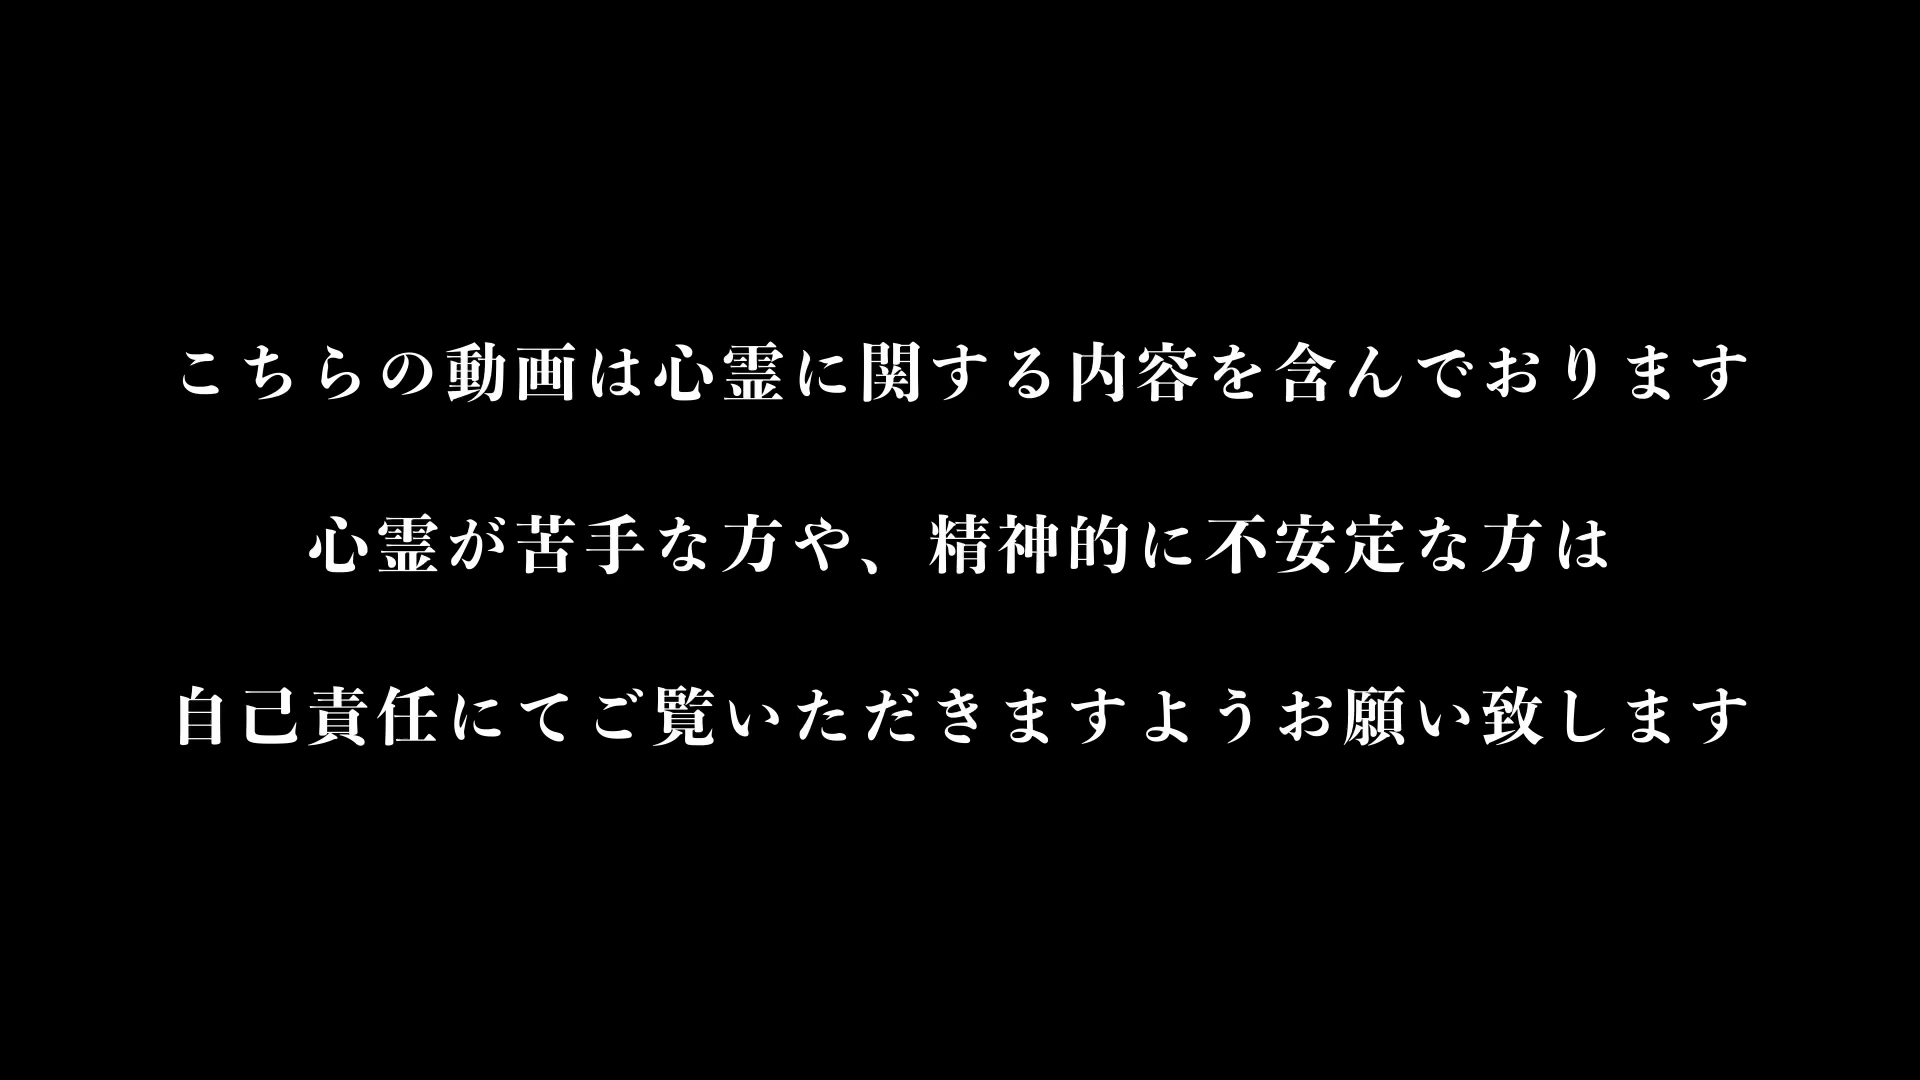 こちらの動画は心霊に関する内容を含んでおります
心霊が苦手な方や、精神的に不安定な方は
自己責任にてご覧いただきますようお願い致します